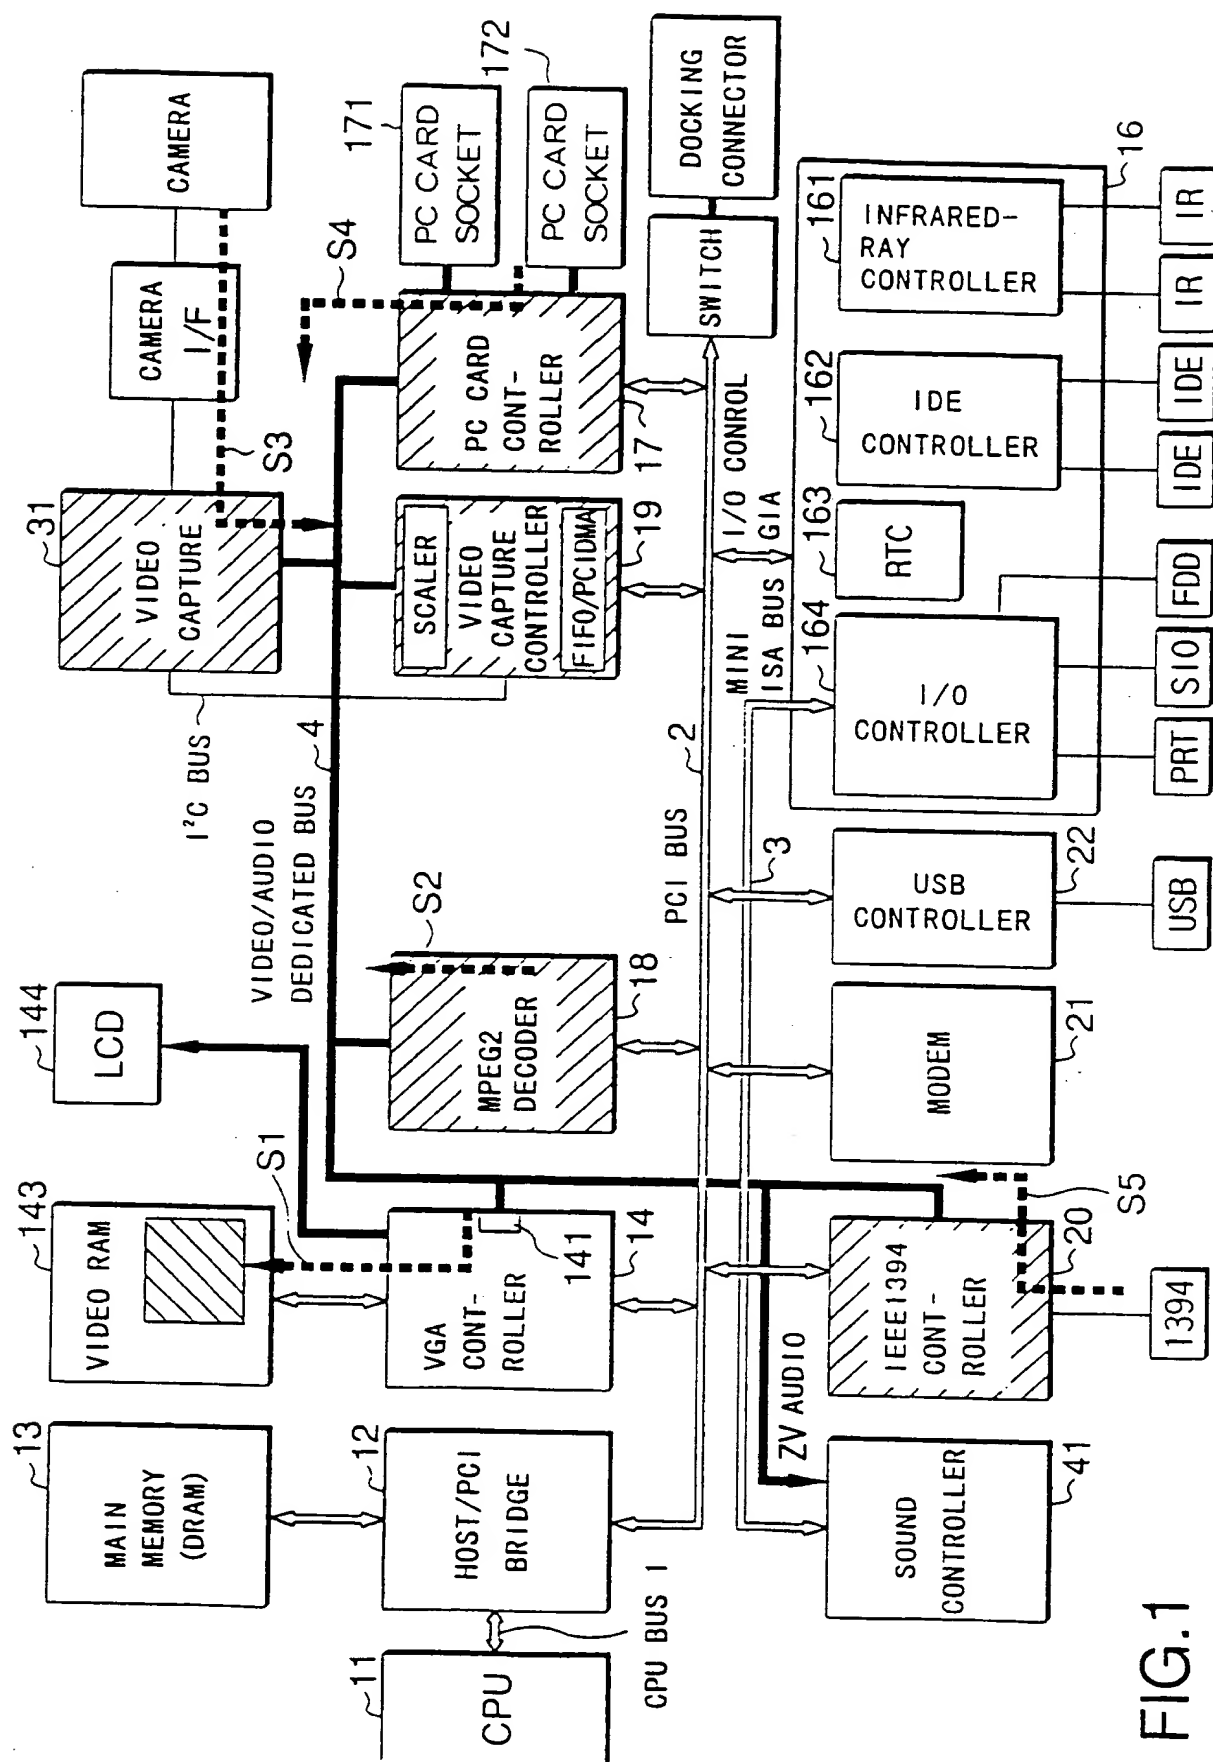 FIG.1
11
CPU
CPU BUS 1
12
HOST/PCI
BRIDGE
13
MAIN
MEMORY
(DRAM)
143
VIDEO RAM
S1
144
LCD
14
VGA
CONT-
ROLLER
141
VIDEO/AUDIO
DEDICATED BUS
4
I²C BUS
S2
18
MPEG2
DECODER
31
VIDEO
CAPTURE
S3
CAMERA
I/F
CAMERA
S4
19
SCALER
VIDEO
CAPTURE
CONTROLLER
FIFO/PCIDMA
17
PC CARD
CONT-
ROLLER
171
PC CARD
SOCKET
172
PC CARD
SOCKET
2
PCI BUS
SWITCH
DOCKING
CONNECTOR
3
MINI
ISA BUS
I/O CONROL
GIA
ZV AUDIO
41
SOUND
CONTROLLER
20
IEEE1394
CONT-
ROLLER
S5
1394
21
MODEM
22
USB
CONTROLLER
USB
16
164
I/O
CONTROLLER
PRT
SIO
FDD
163
RTC
162
IDE
CONTROLLER
IDE
IDE
161
INFRARED-
RAY
CONTROLLER
IR
IR